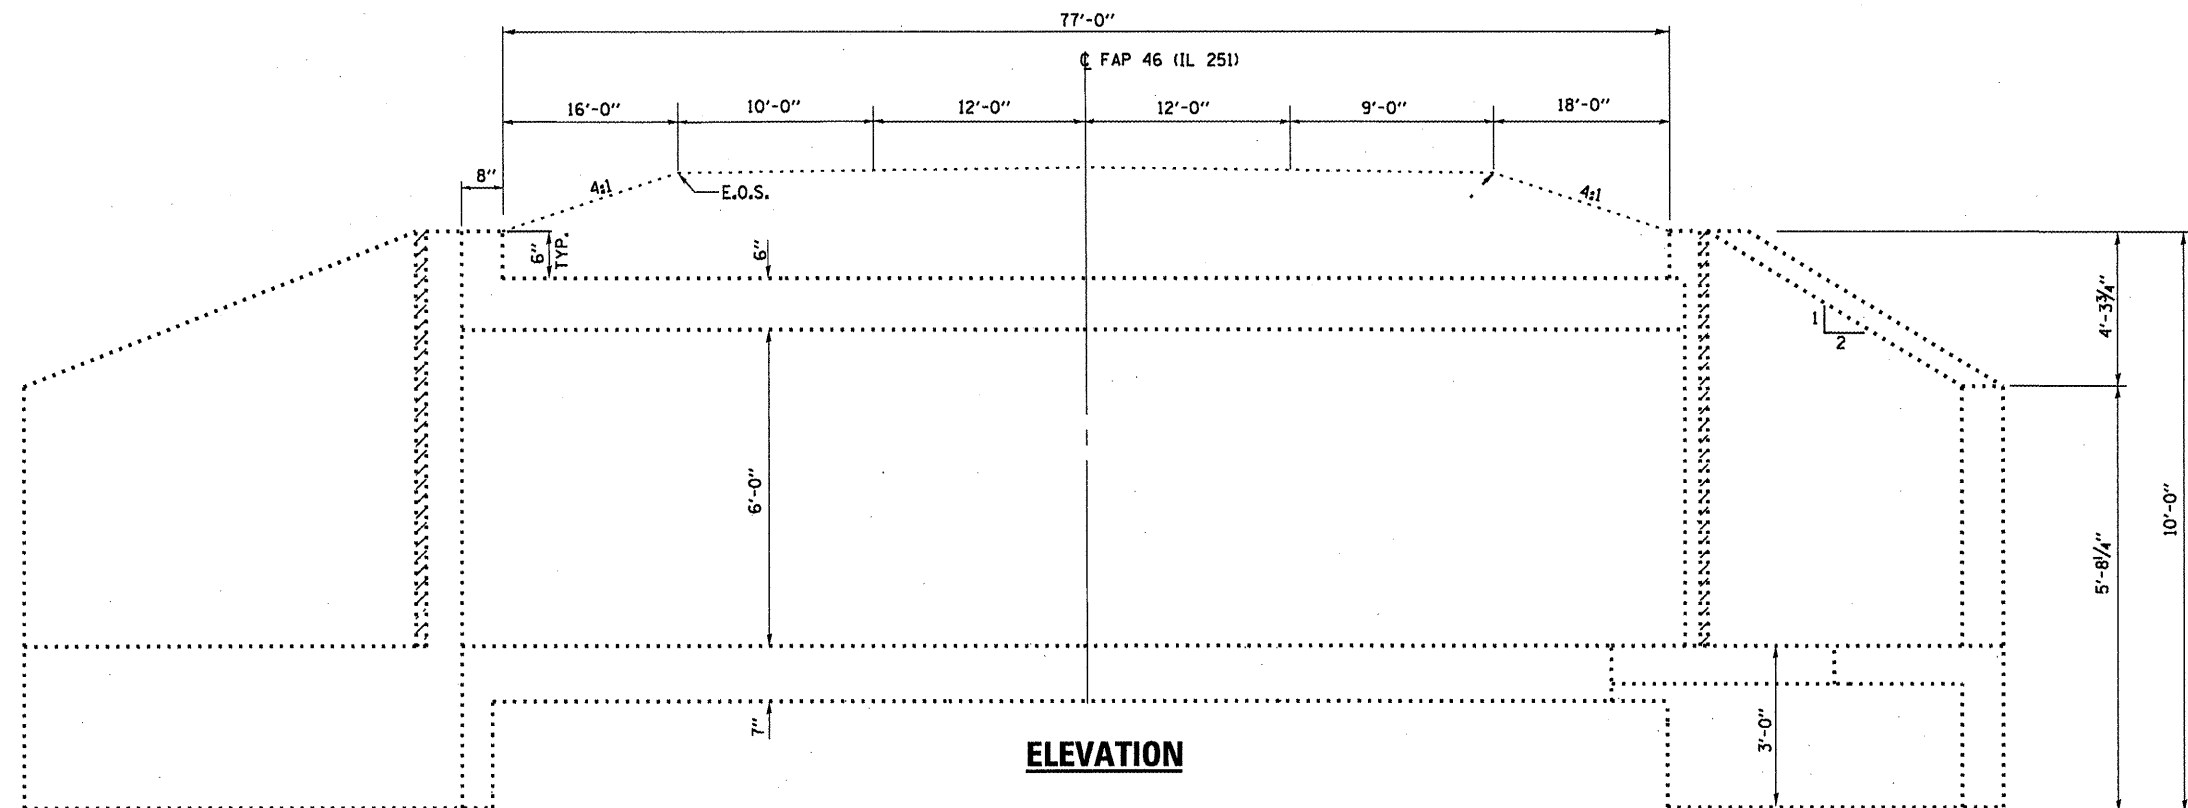 77'-0"
℄ FAP 46 (IL 251)
16'-0" 10'-0" 12'-0" 12'-0" 9'-0" 18'-0"
8"
4:1
E.O.S.
4:1
6" TYP.
6"
1
2
4'-3¾"
6'-0"
10'-0"
5'-8¼"
7"
3'-0"
ELEVATION